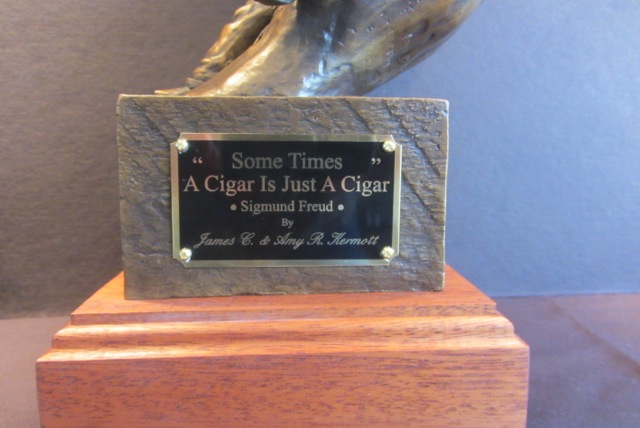 “ Some Times ”
A Cigar Is Just A Cigar
• Sigmund Freud •
By
James C. & Amy R. Kermott